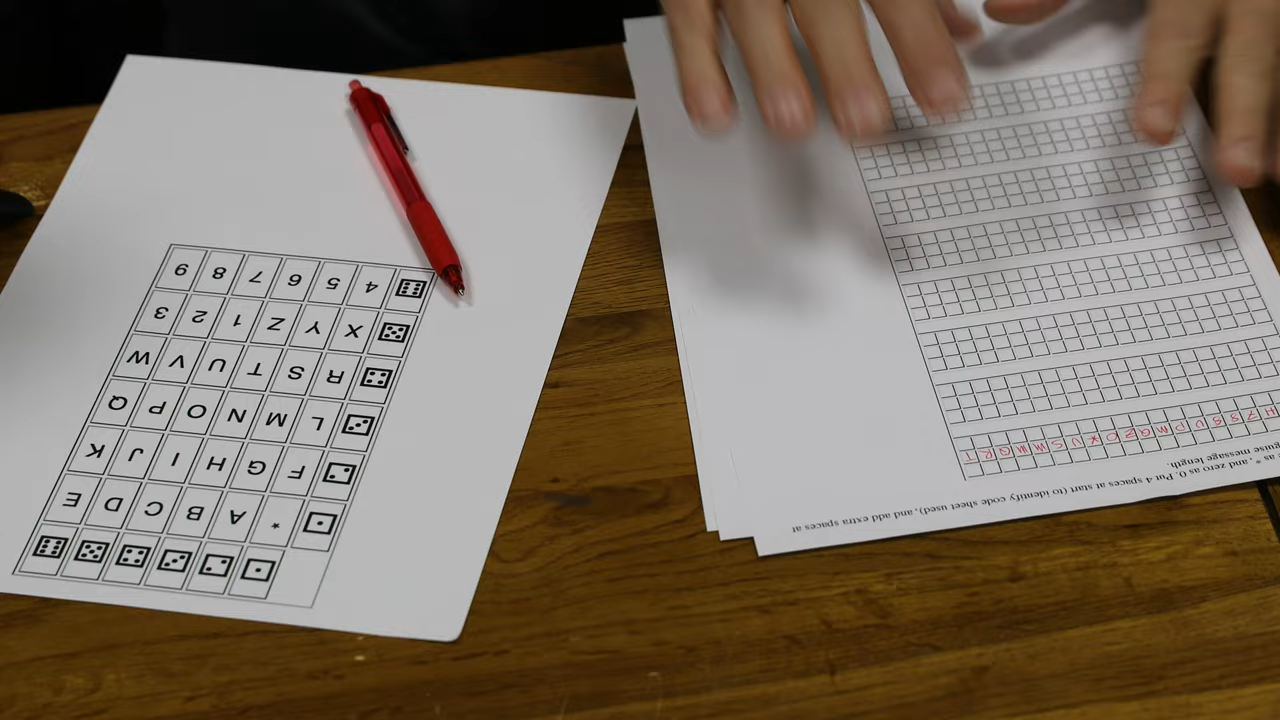 as *, and zero as 0. Put 4 spaces at start (to identify code sheet used), and add extra spaces at
guise message length.
* A B C D E
F G H I J K
L M N O P Q
R S T U V W
X Y Z 1 2 3
4 5 6 7 8 9